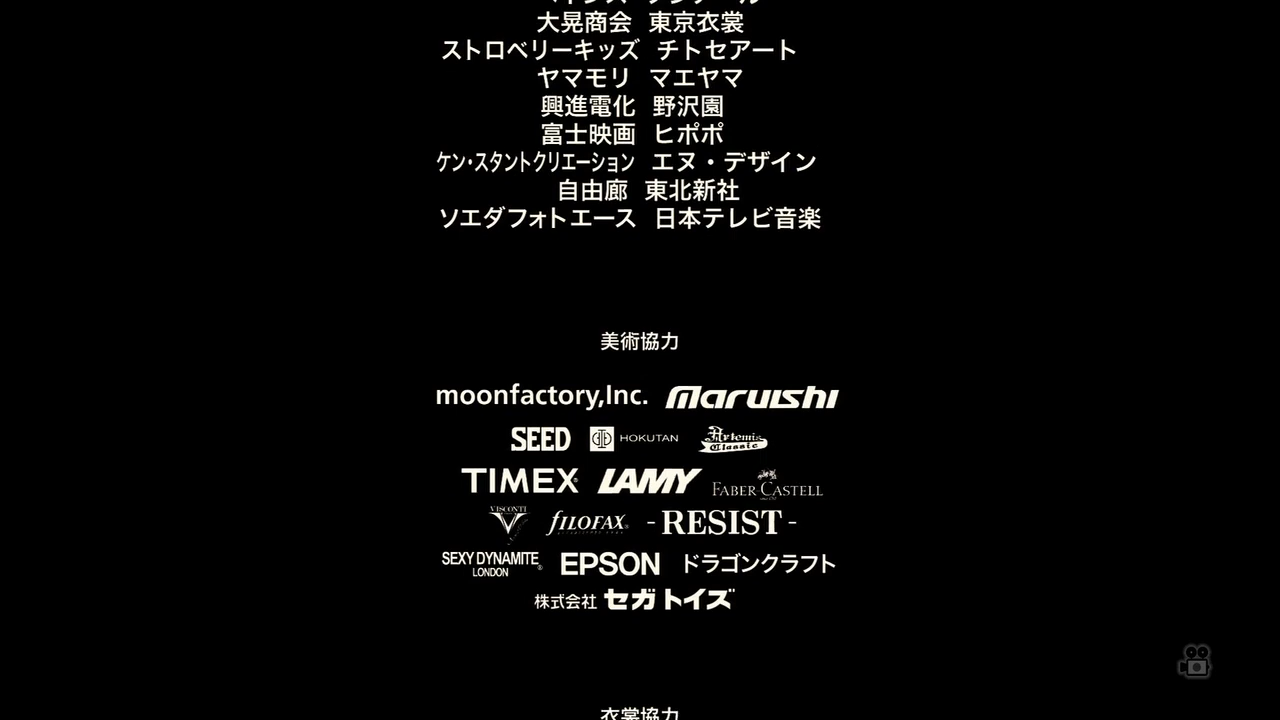 大晃商会 東京衣裳
ストロベリーキッズ チトセアート
ヤマモリ マエヤマ
興進電化 野沢園
富士映画 ヒポポ
ケン・スタントクリエーション エヌ・デザイン
自由廊 東北新社
ソエダフォトエース 日本テレビ音楽
美術協力
moonfactory,Inc. maruishi
SEED HOKUTAN Artemis Classic
TIMEX LAMY FABER CASTELL
VISCONTI FILOFAX -RESIST-
SEXY DYNAMITE LONDON EPSON ドラゴンクラフト
株式会社 セガトイズ
衣裳協力